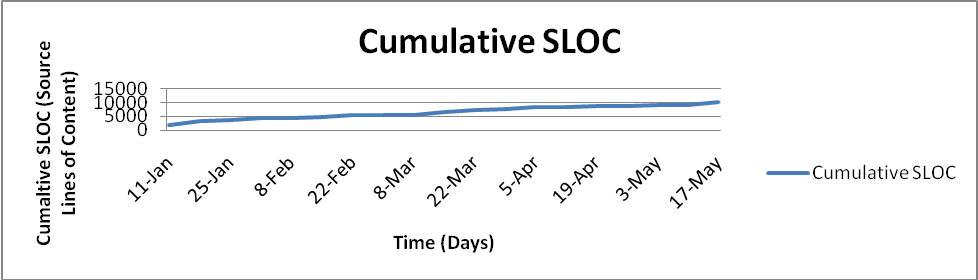 Cumulative SLOC
Cumaltive SLOC (Source
Lines of Content)
15000
10000
5000
0
11-Jan
25-Jan
8-Feb
22-Feb
8-Mar
22-Mar
5-Apr
19-Apr
3-May
17-May
Time (Days)
Cumulative SLOC